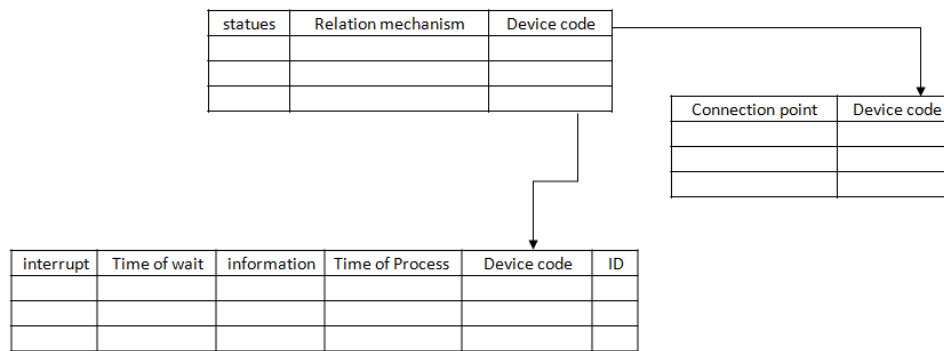 statues Relation mechanism Device code
Connection point Device code
interrupt Time of wait information Time of Process Device code ID